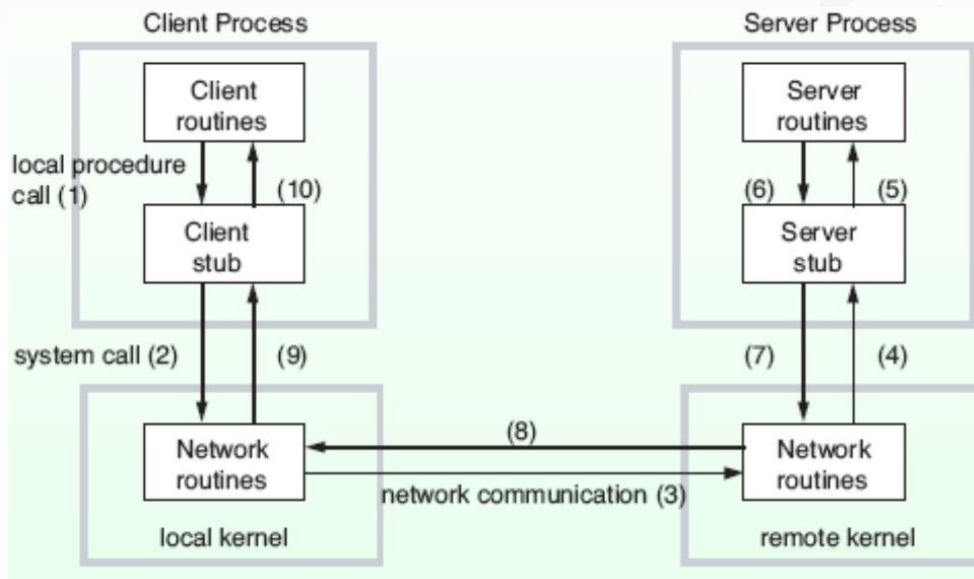 Client Process
Server Process
Client
routines
Server
routines
local procedure
call (1)
(10)
(6)
(5)
Client
stub
Server
stub
system call (2)
(9)
(7)
(4)
(8)
Network
routines
Network
routines
network communication (3)
local kernel
remote kernel